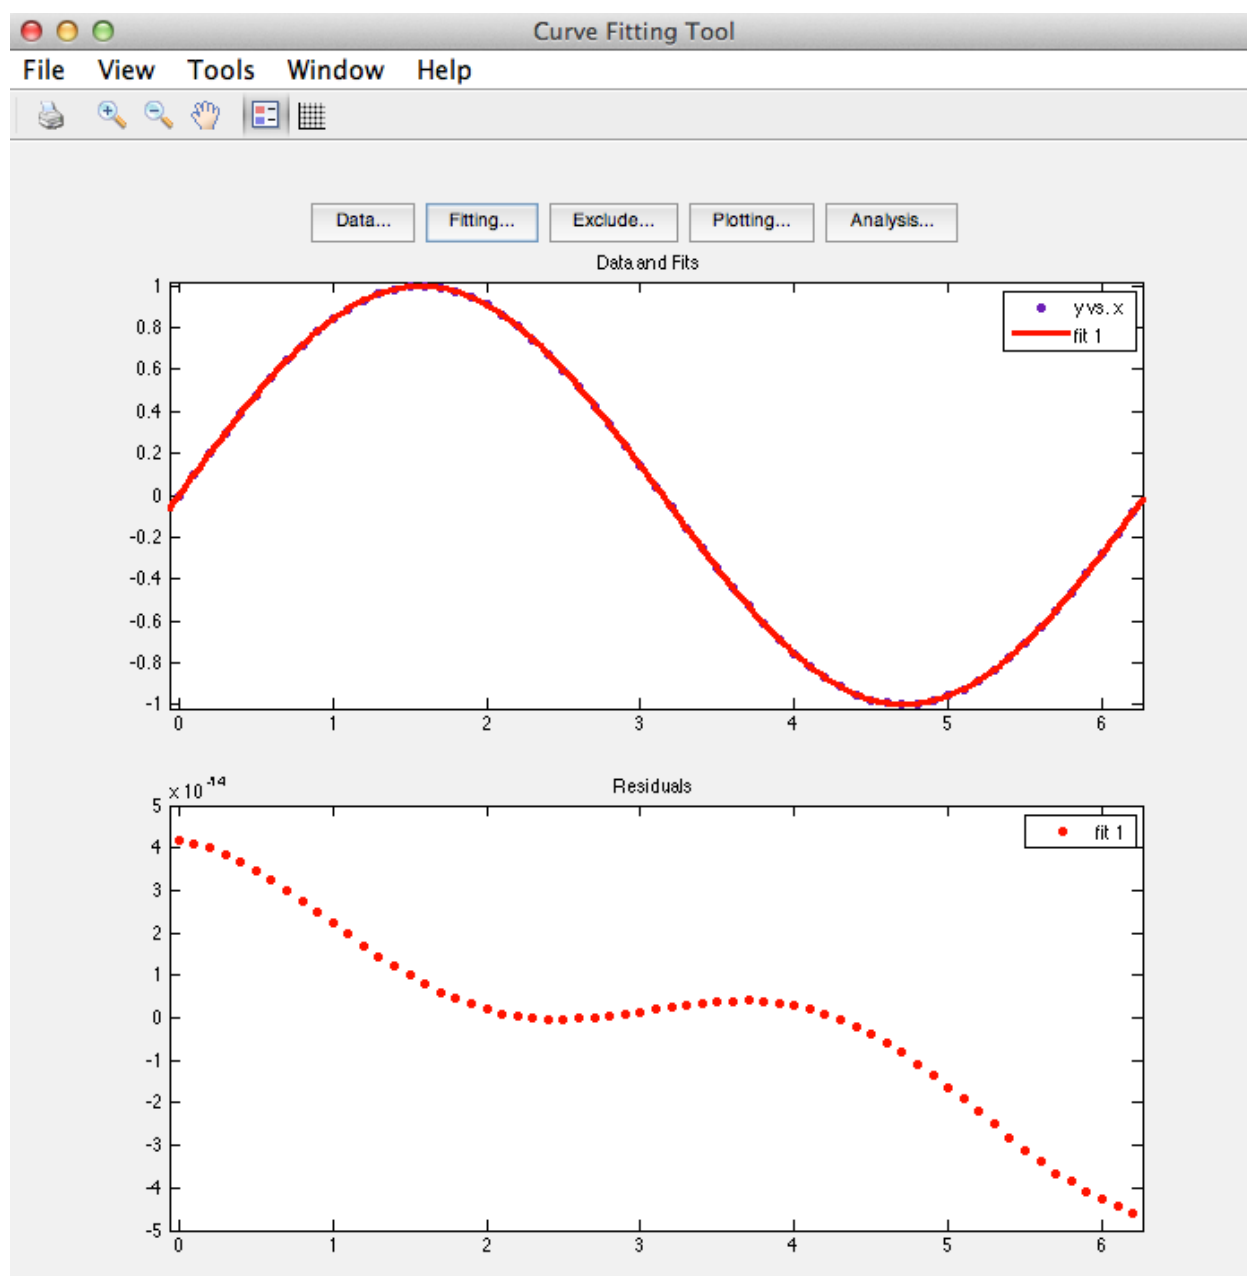 Curve Fitting Tool
File View Tools Window Help
Data... Fitting... Exclude... Plotting... Analysis...
Data and Fits
1
0.8
0.6
0.4
0.2
0
-0.2
-0.4
-0.6
-0.8
-1
y vs. x
fit 1
0 1 2 3 4 5 6
Residuals
x 10^-14
5
4
3
2
1
0
-1
-2
-3
-4
-5
fit 1
0 1 2 3 4 5 6